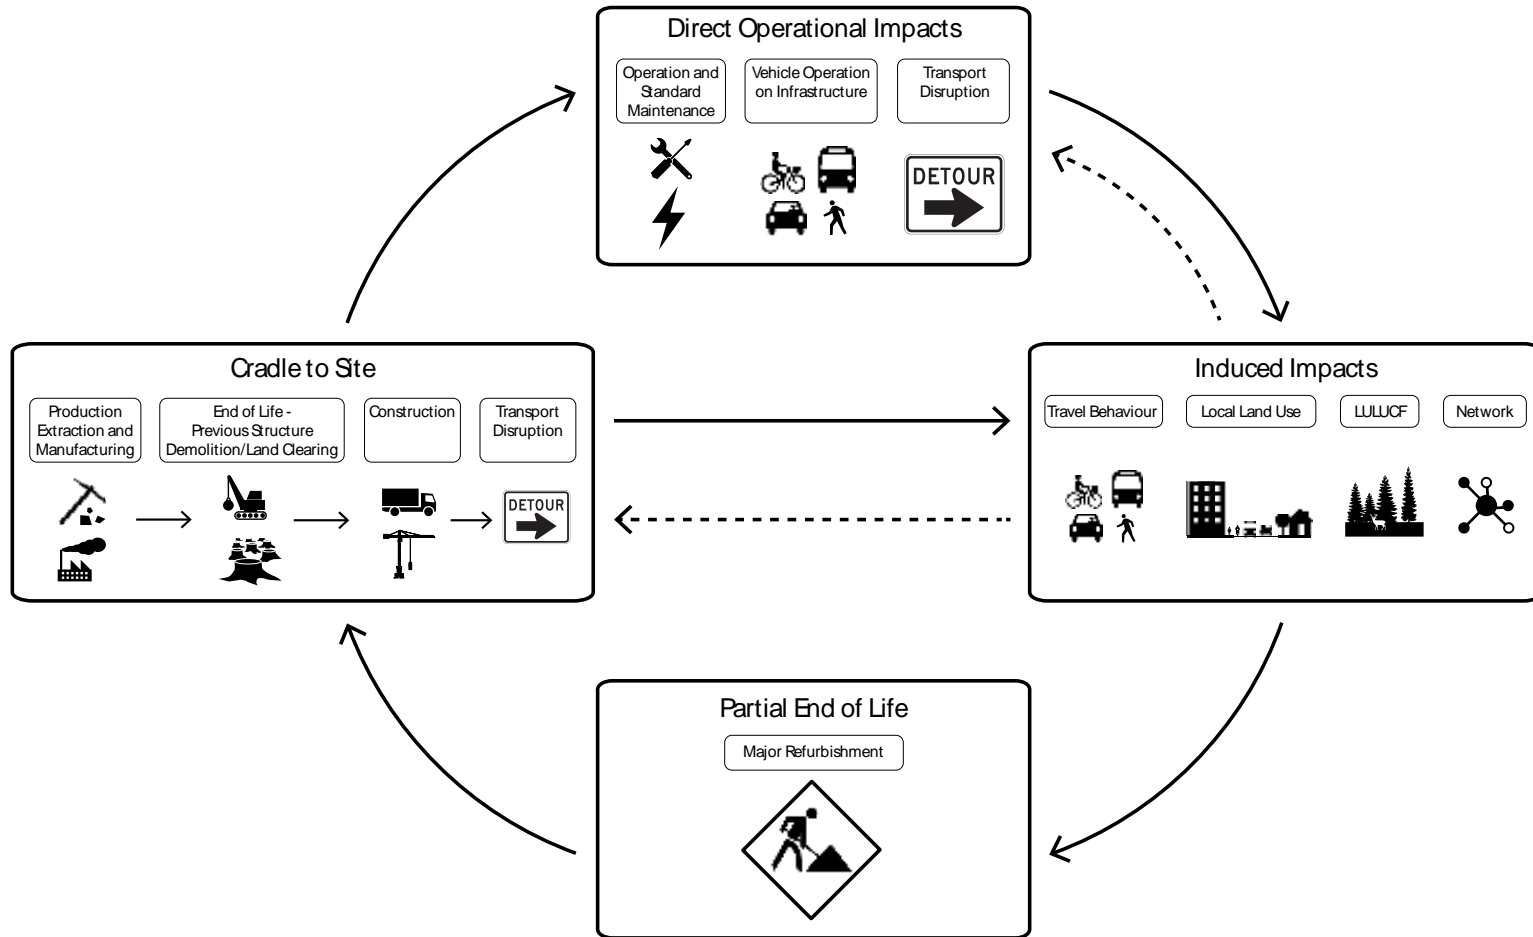 Direct Operational Impacts
Operation and
Standard
Maintenance
Vehicle Operation
on Infrastructure
Transport
Disruption
DETOUR
Cradle to Site
Production
Extraction and
Manufacturing
End of Life -
Previous Structure
Demolition/Land Clearing
Construction
Transport
Disruption
DETOUR
Induced Impacts
Travel Behaviour
Local Land Use
LULUCF
Network
Partial End of Life
Major Refurbishment